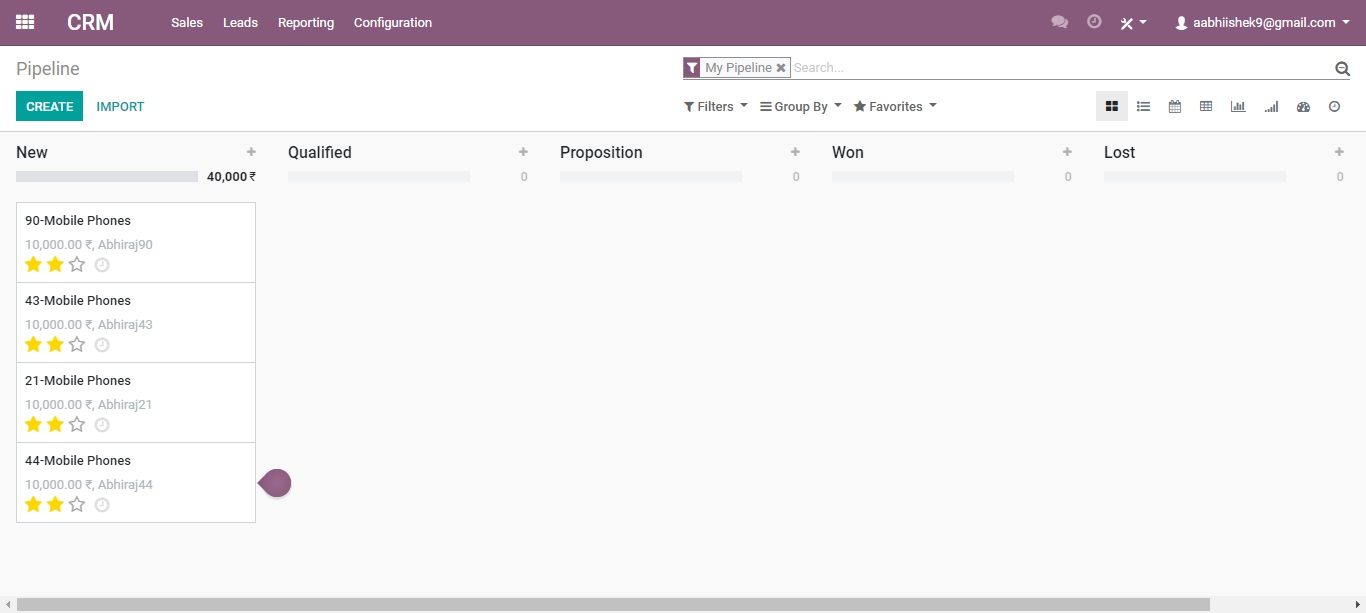 CRM Sales Leads Reporting Configuration aabhiishek9@gmail.com
Pipeline My Pipeline Search...
CREATE IMPORT Filters Group By Favorites
New Qualified Proposition Won Lost
40,000 ₹ 0 0 0 0
90-Mobile Phones
10,000.00 ₹, Abhiraj90
43-Mobile Phones
10,000.00 ₹, Abhiraj43
21-Mobile Phones
10,000.00 ₹, Abhiraj21
44-Mobile Phones
10,000.00 ₹, Abhiraj44